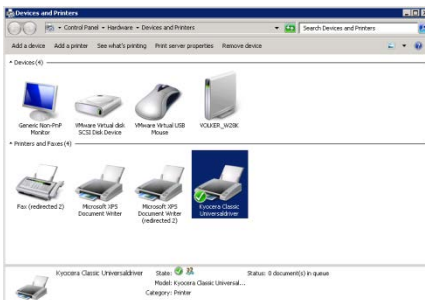 Devices and Printers
Control Panel ▸ Hardware ▸ Devices and Printers
Search Devices and Printers
Add a device Add a printer See what's printing Print server properties Remove device
Devices (4)
Generic Non-PnP Monitor
VMware Virtual disk SCSI Disk Device
VMware Virtual USB Mouse
VOLKER_W28K
Printers and Faxes (4)
Fax (redirected 2)
Microsoft XPS Document Writer
Microsoft XPS Document Writer (redirected 2)
Kyocera Classic Universaldriver
Kyocera Classic Universaldriver State: Status: 0 document(s) in queue
Model: Kyocera Classic Universal...
Category: Printer